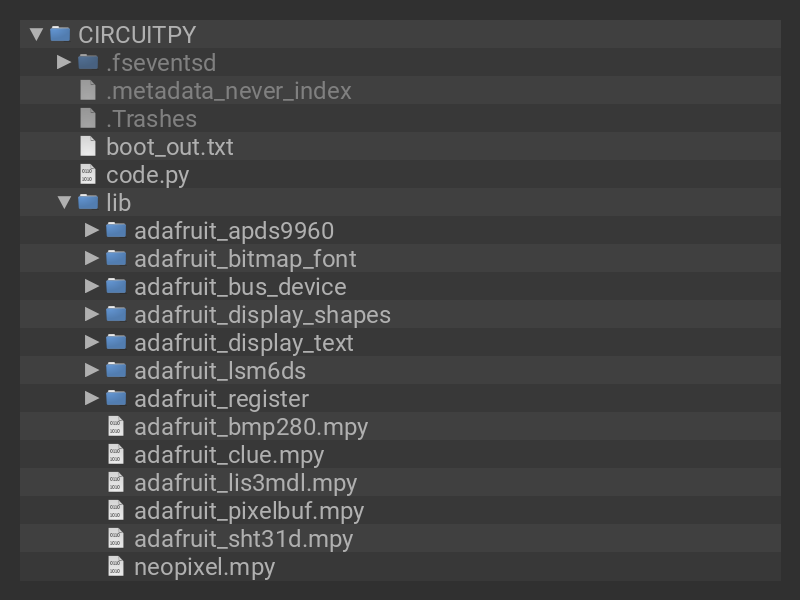 CIRCUITPY
.fseventsd
.metadata_never_index
.Trashes
boot_out.txt
code.py
lib
adafruit_apds9960
adafruit_bitmap_font
adafruit_bus_device
adafruit_display_shapes
adafruit_display_text
adafruit_lsm6ds
adafruit_register
adafruit_bmp280.mpy
adafruit_clue.mpy
adafruit_lis3mdl.mpy
adafruit_pixelbuf.mpy
adafruit_sht31d.mpy
neopixel.mpy